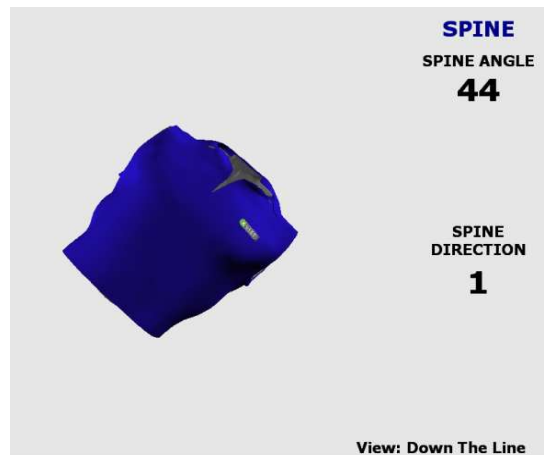 SPINE
SPINE ANGLE
44
SPINE
DIRECTION
1
View: Down The Line